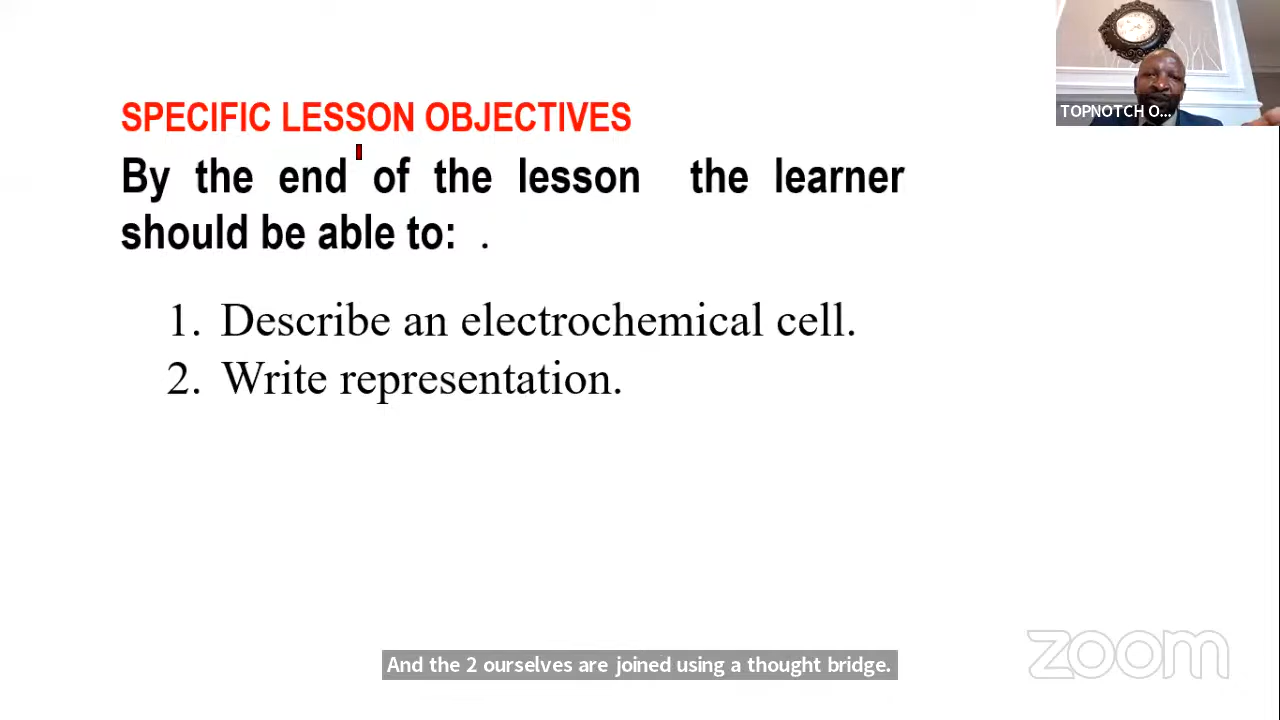 TOPNOTCH O...
SPECIFIC LESSON OBJECTIVES
By the end of the lesson the learner
should be able to: .
1. Describe an electrochemical cell.
2. Write representation.
And the 2 ourselves are joined using a thought bridge.
zoom